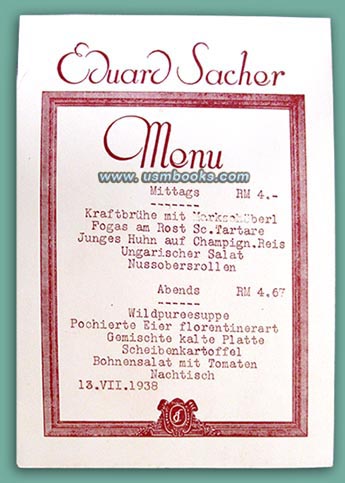 Eduard Sacher
Menu
www.usmbooks.com
Mittags RM 4.-
-------
Kraftbrühe mit Markschüberl
Fogas am Rost Sc.Tartare
Junges Huhn auf Champign.Reis
Ungarischer Salat
Nussobersrollen
-------
Abends RM 4.67
-------
Wildpureesuppe
Pochierte Eier florentinerart
Gemischte kalte Platte
Scheibenkartoffel
Bohnensalat mit Tomaten
Nachtisch
13.VII.1938